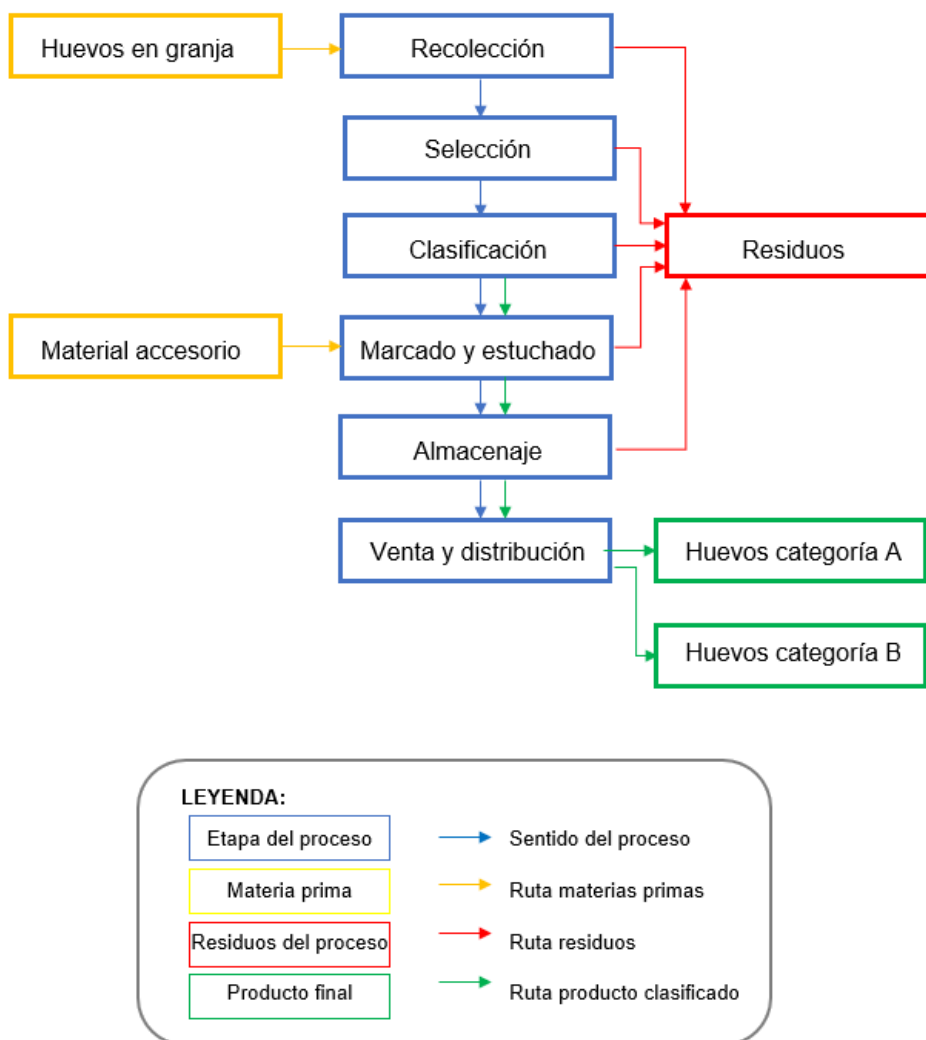 Huevos en granja
Recolección
Selección
Clasificación
Residuos
Material accesorio
Marcado y estuchado
Almacenaje
Venta y distribución
Huevos categoría A
Huevos categoría B
LEYENDA:
Etapa del proceso
Sentido del proceso
Materia prima
Ruta materias primas
Residuos del proceso
Ruta residuos
Producto final
Ruta producto clasificado